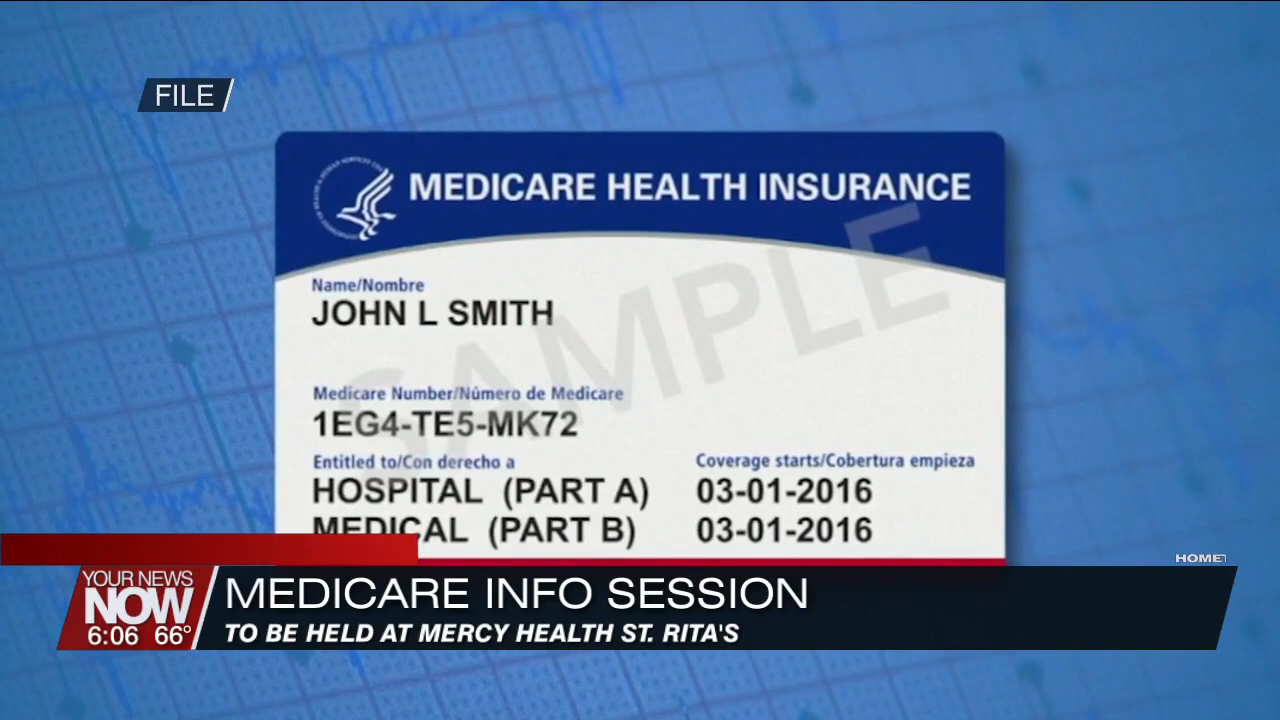 FILE
MEDICARE HEALTH INSURANCE
SAMPLE
Name/Nombre
JOHN L SMITH
Medicare Number/Número de Medicare
1EG4-TE5-MK72
Entitled to/Con derecho a
Coverage starts/Cobertura empieza
HOSPITAL (PART A) 03-01-2016
MEDICAL (PART B) 03-01-2016
HOME
YOUR NEWS
NOW
6:06 66°
MEDICARE INFO SESSION
TO BE HELD AT MERCY HEALTH ST. RITA'S